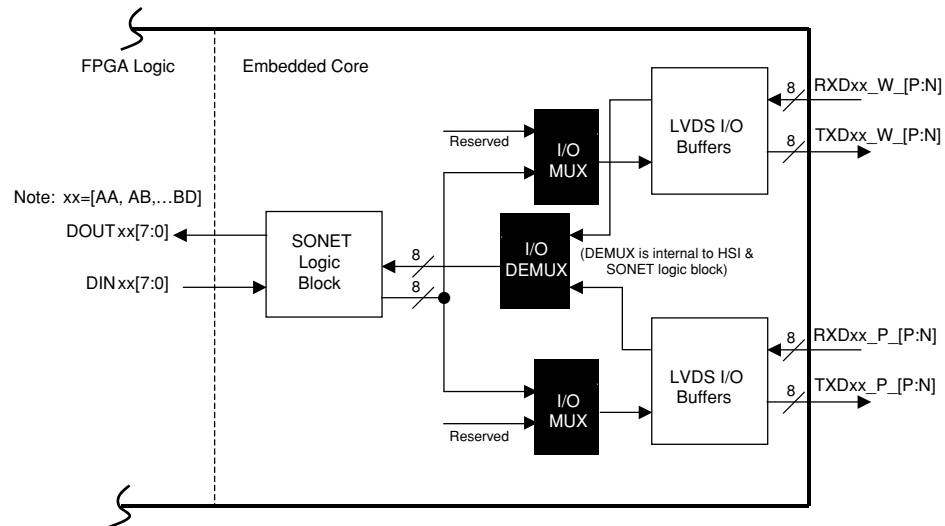 FPGA Logic
Embedded Core
Note: xx=[AA, AB,...BD]
DOUTxx[7:0]
DINxx[7:0]
SONET
Logic
Block
8
8
Reserved
I/O
MUX
I/O
DEMUX
(DEMUX is internal to HSI &
SONET logic block)
I/O
MUX
Reserved
LVDS I/O
Buffers
8
RXDxx_W_[P:N]
8
TXDxx_W_[P:N]
LVDS I/O
Buffers
8
RXDxx_P_[P:N]
8
TXDxx_P_[P:N]